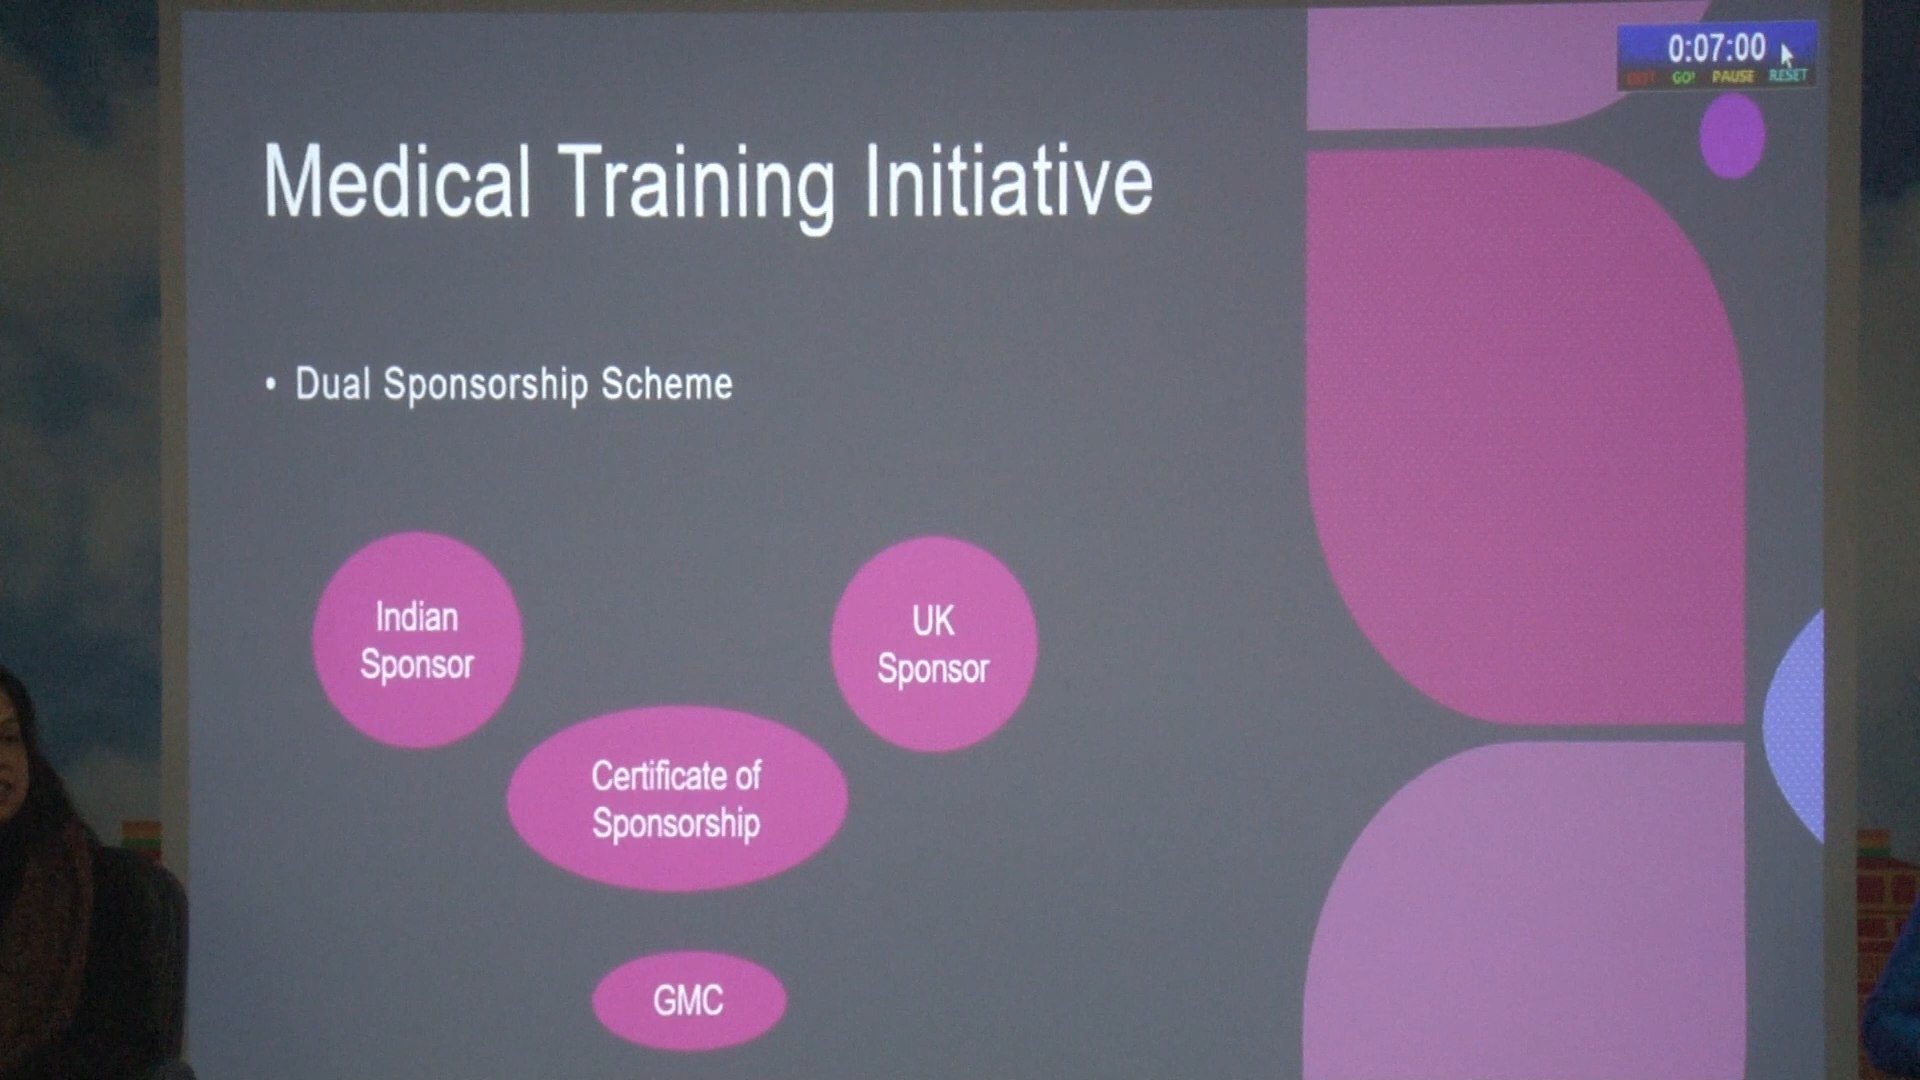 0:07:00
EXIT GO! PAUSE RESET
Medical Training Initiative
• Dual Sponsorship Scheme
Indian
Sponsor
UK
Sponsor
Certificate of
Sponsorship
GMC